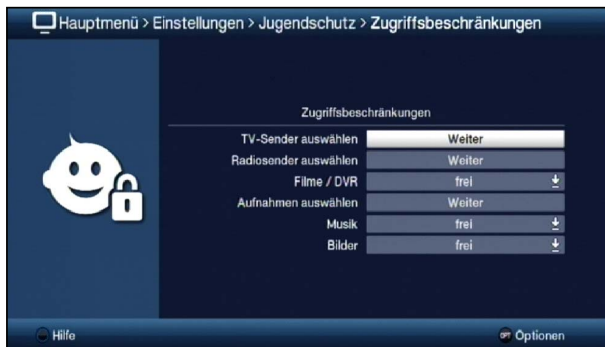 Hauptmenü > Einstellungen > Jugendschutz > Zugriffsbeschränkungen
Zugriffsbeschränkungen
TV-Sender auswählen Weiter
Radiosender auswählen Weiter
Filme / DVR frei
Aufnahmen auswählen Weiter
Musik frei
Bilder frei
Hilfe OPT Optionen